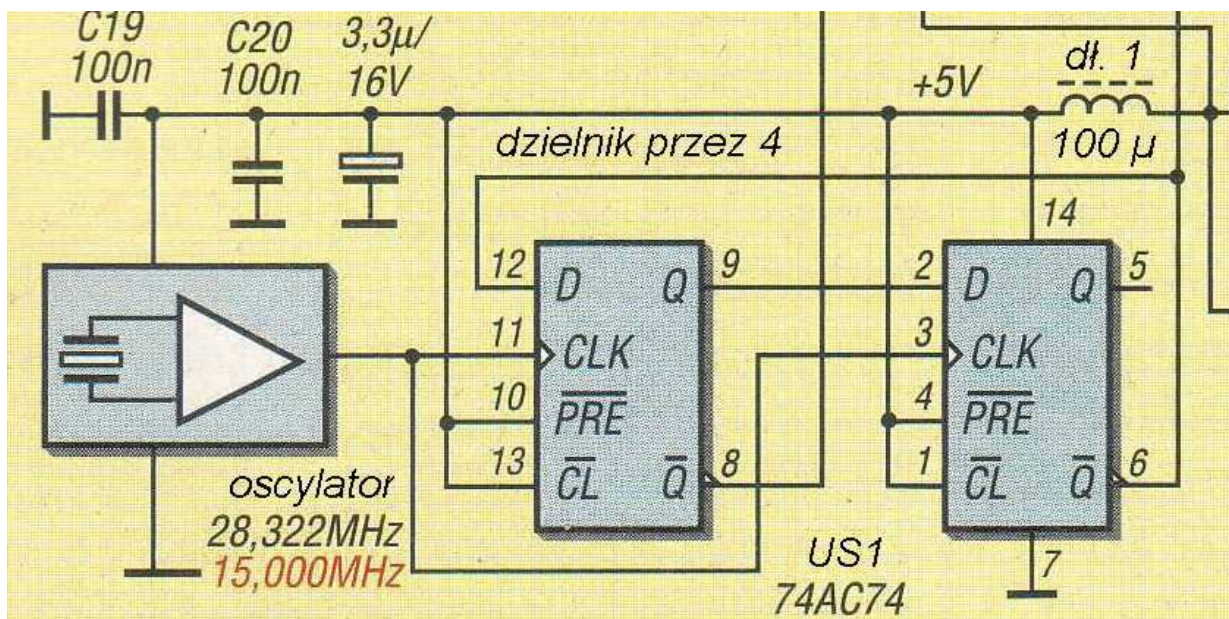 C19
100n
C20
100n
3,3µ/
16V
+5V
dł. 1
100 µ
dzielnik przez 4
14
12
D
Q
9
11
CLK
10
PRE
13
CL
Q
8
2
D
Q
5
3
CLK
4
PRE
1
CL
Q
6
7
oscylator
28,322MHz
15,000MHz
US1
74AC74